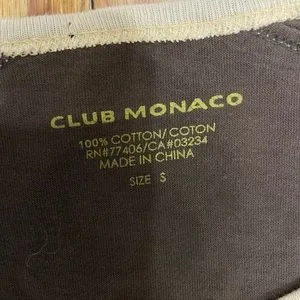 CLUB MONACO
100% COTTON/ COTON
RN#77406/CA#03234
MADE IN CHINA
SIZE S